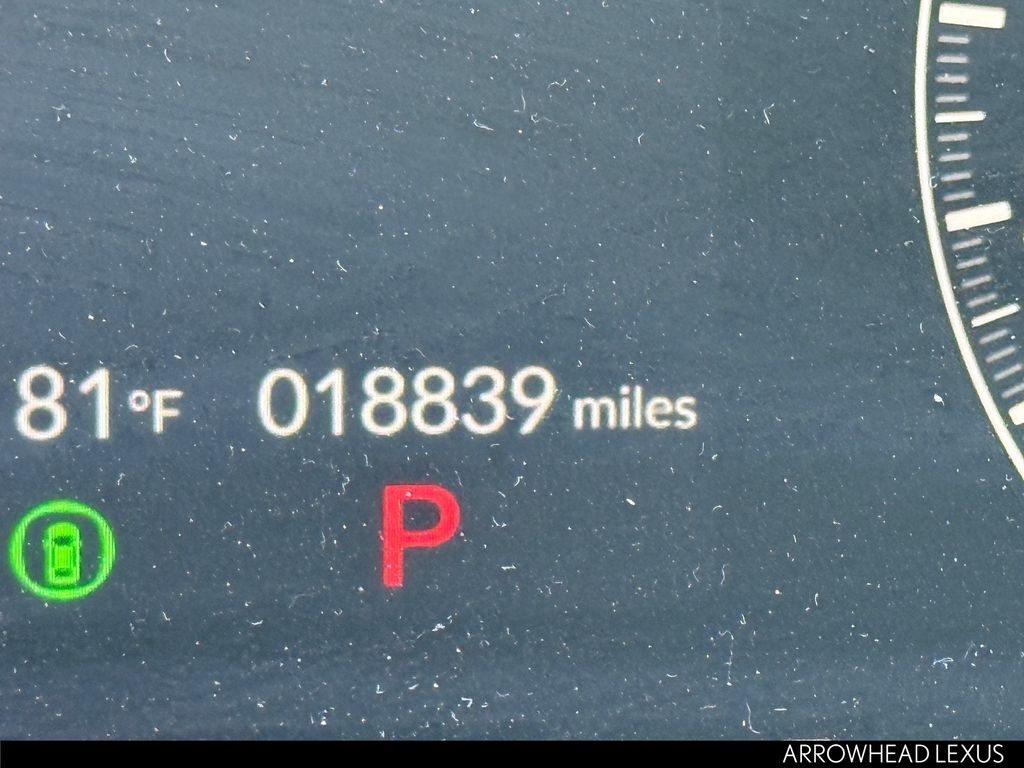 81°F 018839 miles
P
ARROWHEAD LEXUS